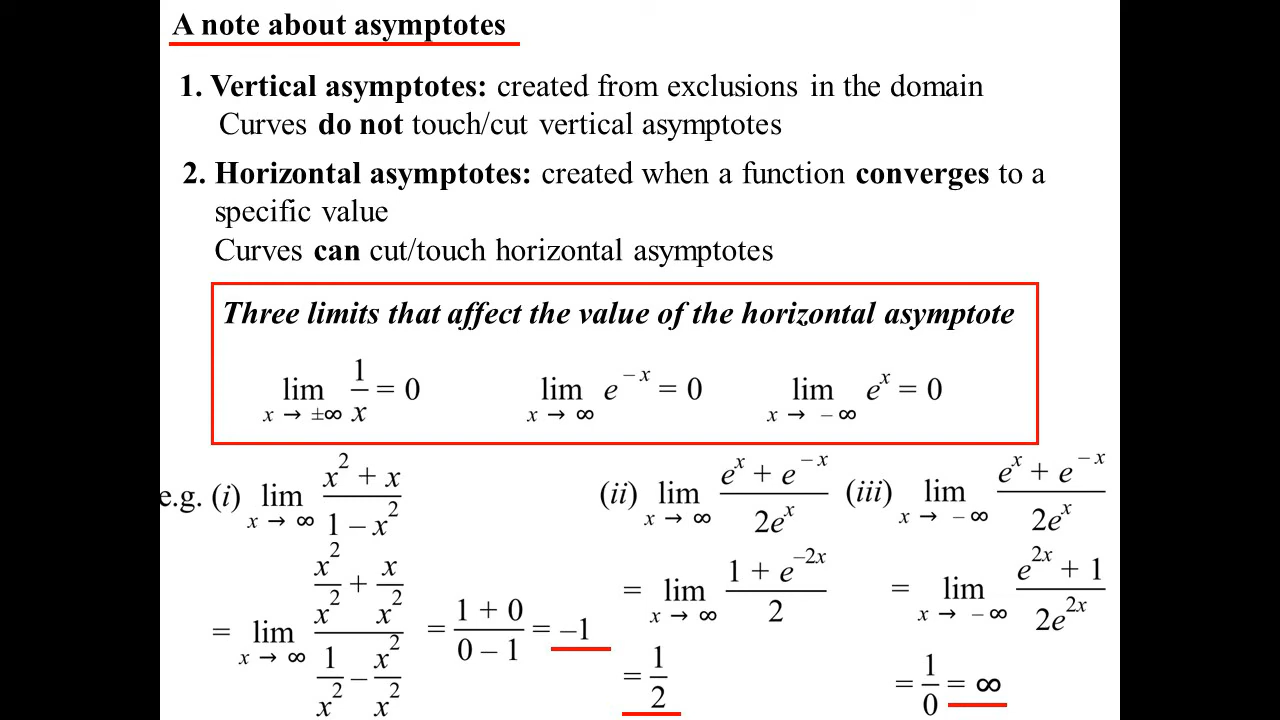 A note about asymptotes
1. Vertical asymptotes: created from exclusions in the domain
Curves do not touch/cut vertical asymptotes
2. Horizontal asymptotes: created when a function converges to a
specific value
Curves can cut/touch horizontal asymptotes
Three limits that affect the value of the horizontal asymptote
lim x → ±∞ 1/x = 0
lim x → ∞ e^(–x) = 0
lim x → –∞ e^x = 0
e.g. (i) lim x → ∞ (x^2 + x)/(1 – x^2)
= lim x → ∞ (x^2/x^2 + x/x^2)/(1/x^2 – x^2/x^2)
= (1 + 0)/(0 – 1) = –1
(ii) lim x → ∞ (e^x + e^(–x))/(2e^x)
= lim x → ∞ (1 + e^(–2x))/2
= 1/2
(iii) lim x → –∞ (e^x + e^(–x))/(2e^x)
= lim x → –∞ (e^(2x) + 1)/(2e^(2x))
= 1/0 = ∞